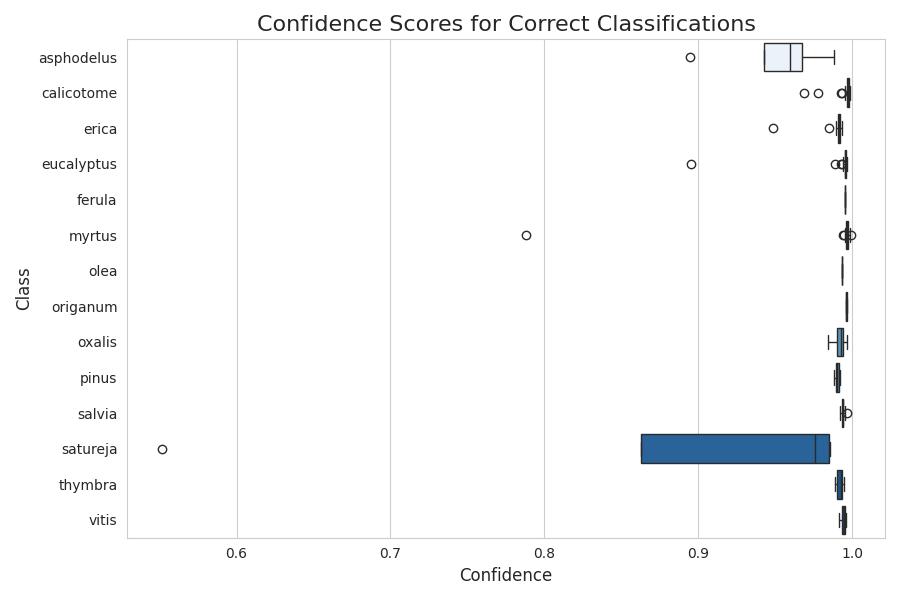 Confidence Scores for Correct Classifications
asphodelus
calicotome
erica
eucalyptus
ferula
myrtus
olea
origanum
oxalis
pinus
salvia
satureja
thymbra
vitis
Class
0.6 0.7 0.8 0.9 1.0
Confidence